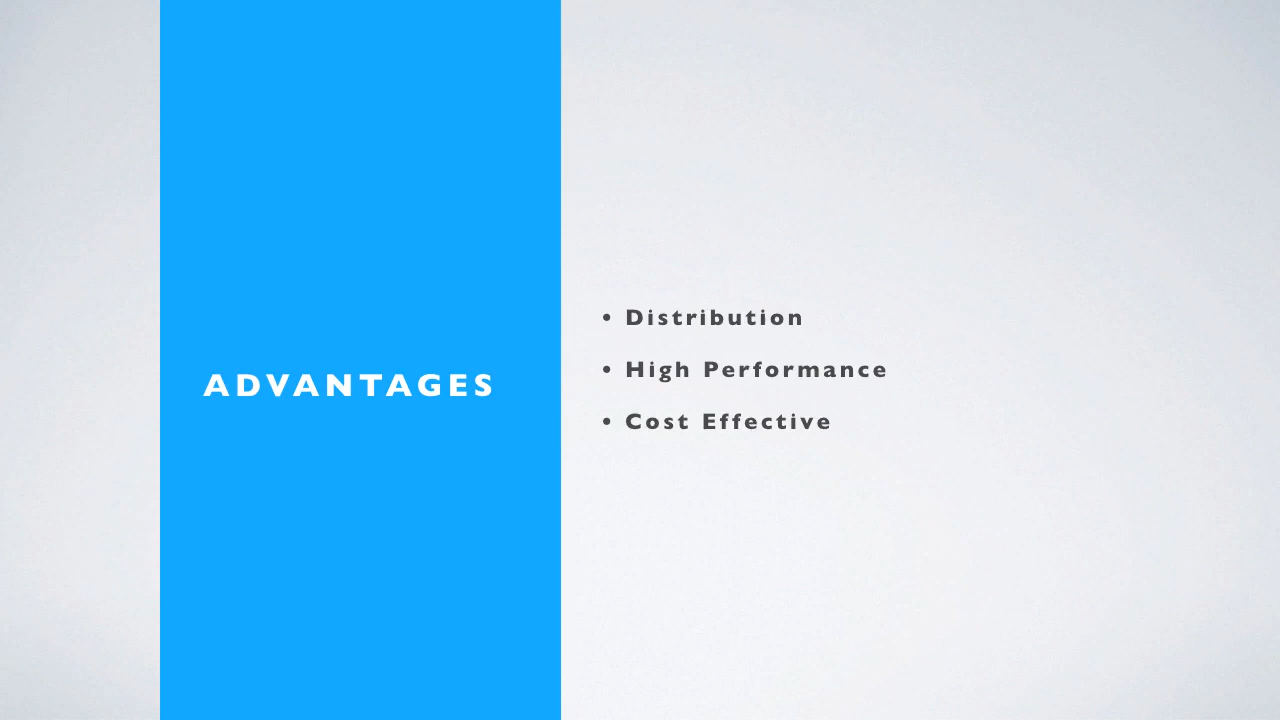 ADVANTAGES
• Distribution
• High Performance
• Cost Effective